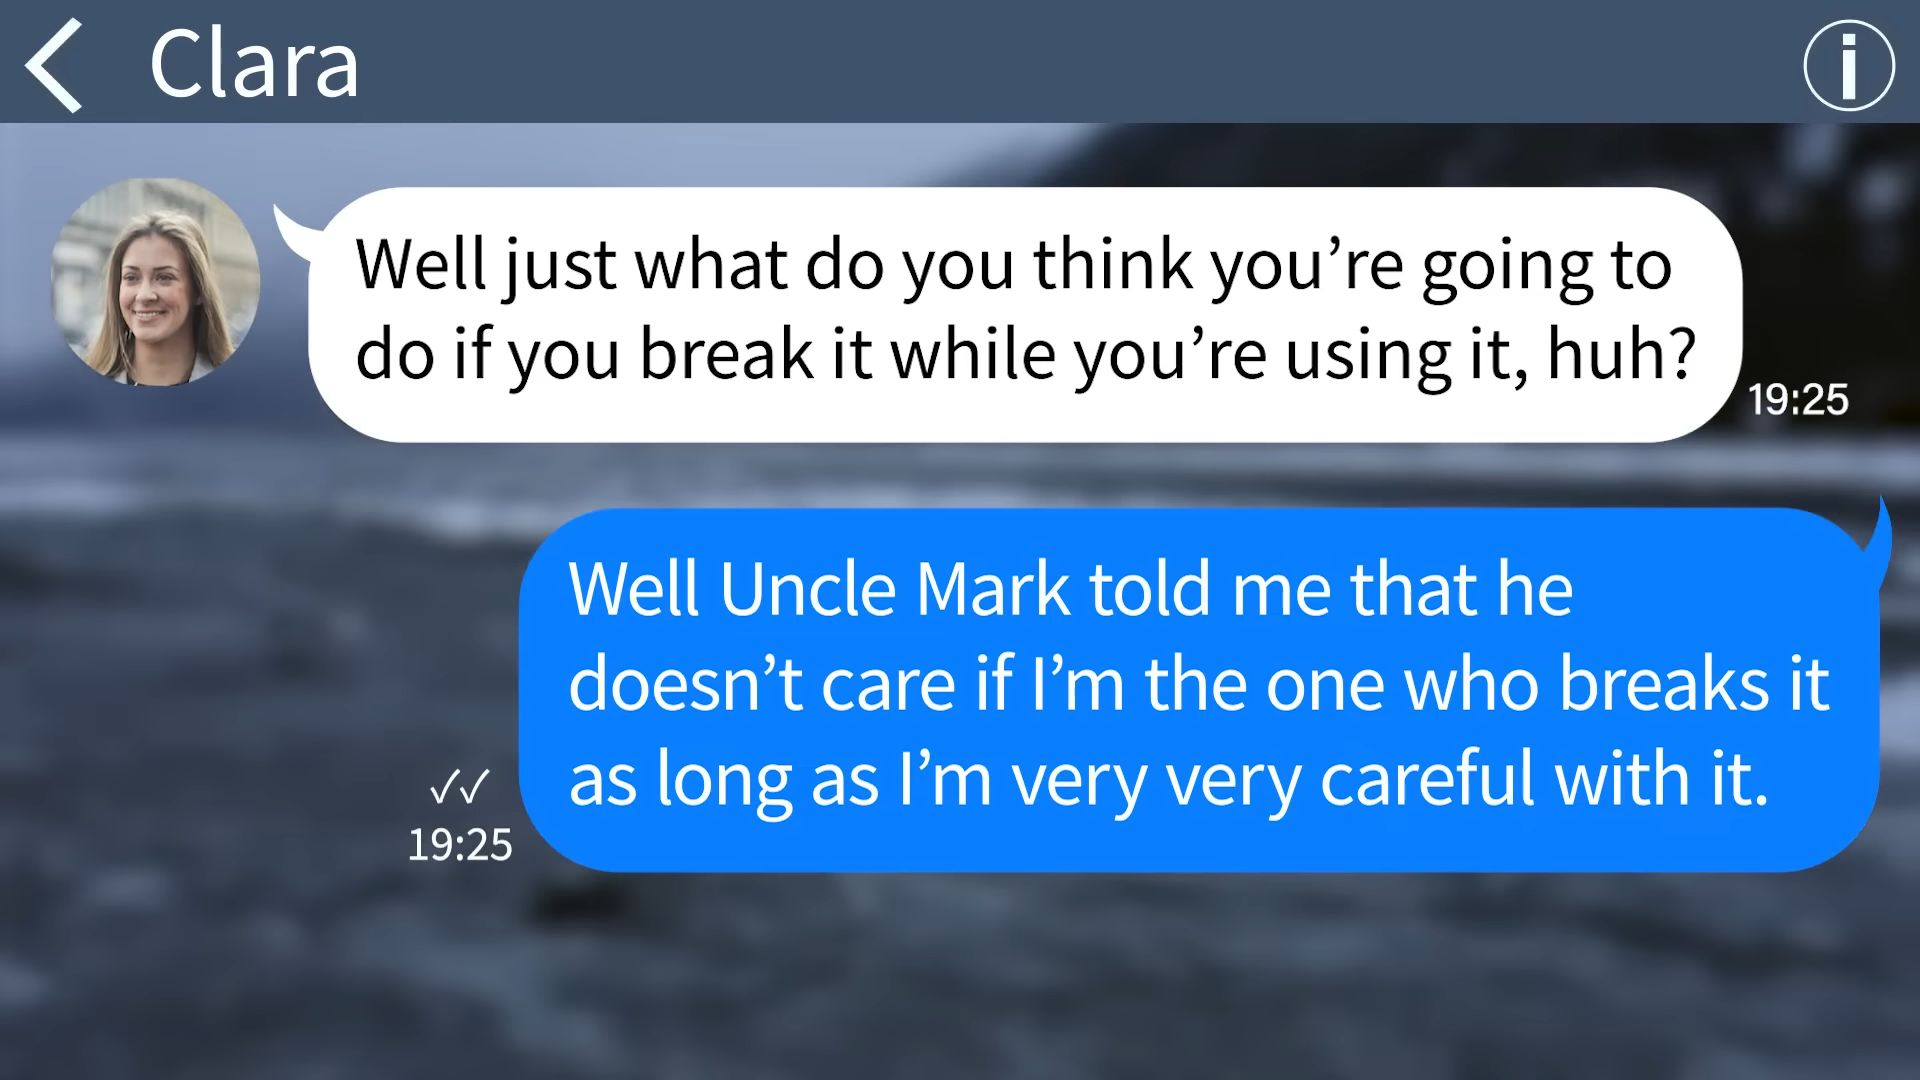 Clara
Well just what do you think you’re going to
do if you break it while you’re using it, huh?
19:25
Well Uncle Mark told me that he
doesn’t care if I’m the one who breaks it
as long as I’m very very careful with it.
19:25